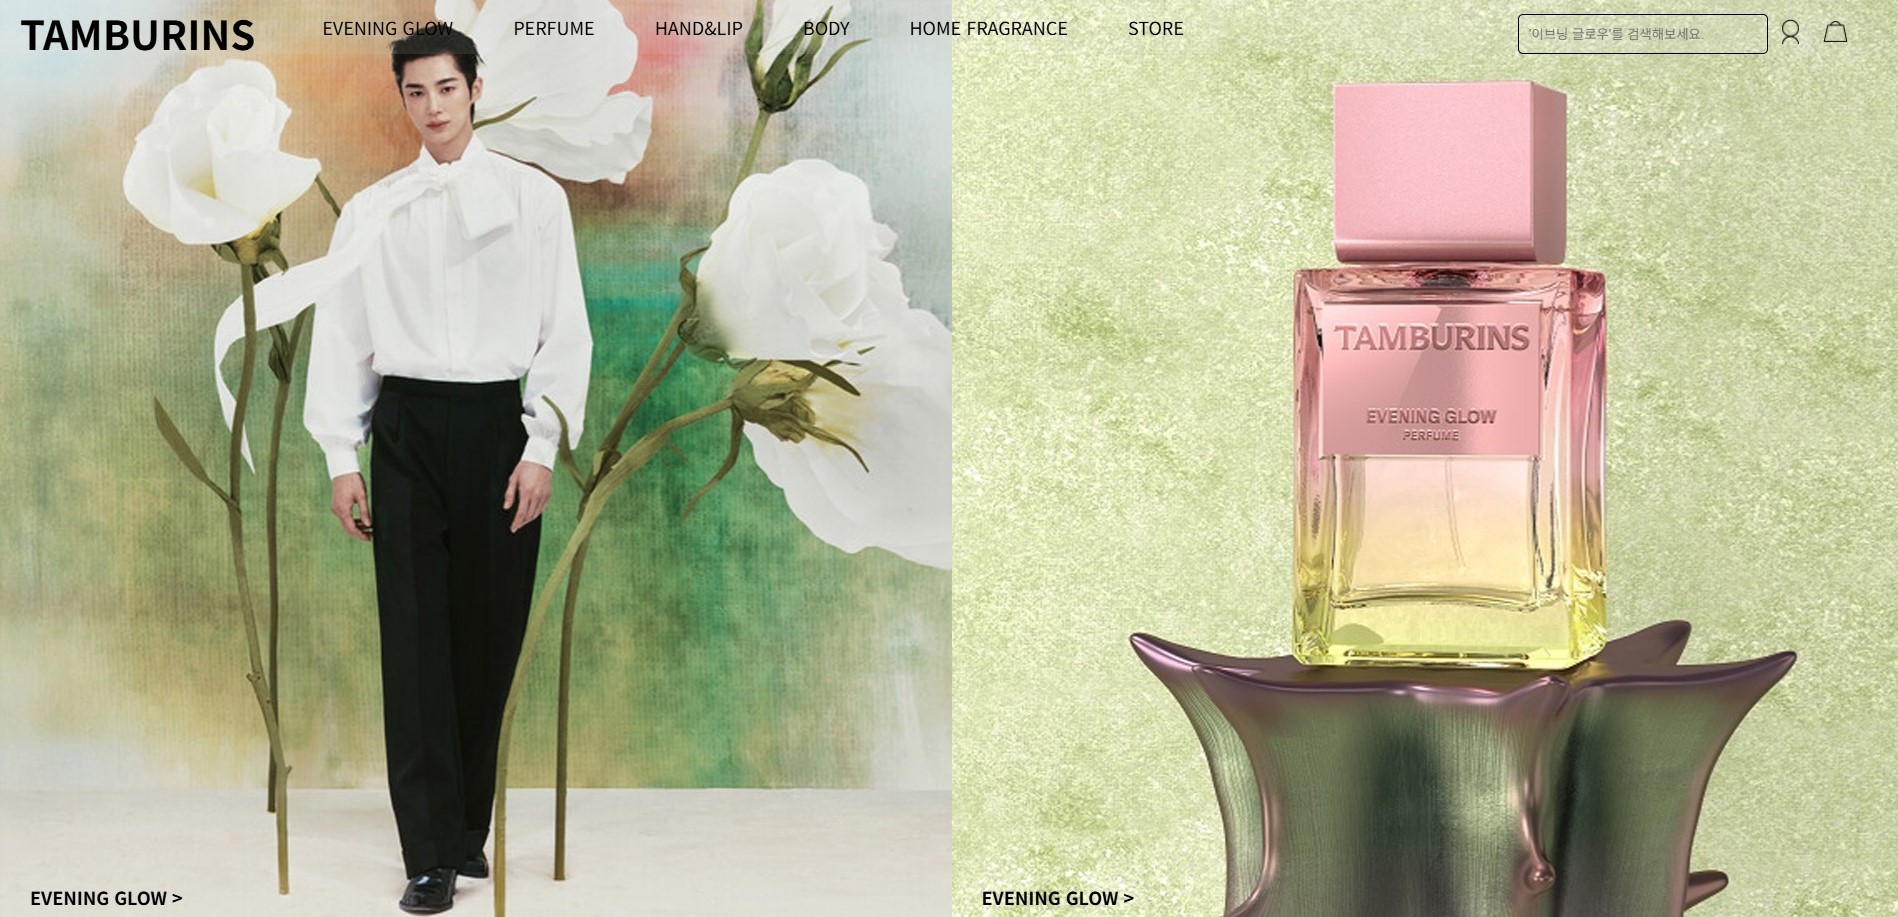 TAMBURINS
EVENING GLOW
PERFUME
HAND&LIP
BODY
HOME FRAGRANCE
STORE
'이브닝 글로우'를 검색해보세요.
TAMBURINS
EVENING GLOW
PERFUME
EVENING GLOW >
EVENING GLOW >